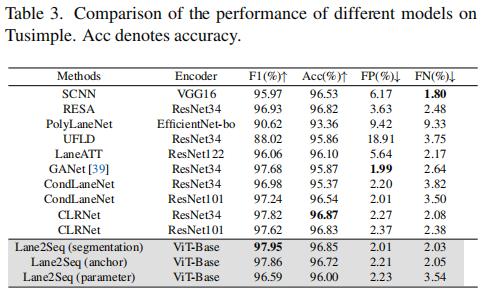 Table 3. Comparison of the performance of different models on
Tusimple. Acc denotes accuracy.
Methods Encoder F1(%)↑ Acc(%)↑ FP(%)↓ FN(%)↓
SCNN VGG16 95.97 96.53 6.17 1.80
RESA ResNet34 96.93 96.82 3.63 2.48
PolyLaneNet EfficientNet-bo 90.62 93.36 9.42 9.33
UFLD ResNet34 88.02 95.86 18.91 3.75
LaneATT ResNet122 96.06 96.10 5.64 2.17
GANet [39] ResNet34 97.68 95.87 1.99 2.64
CondLaneNet ResNet34 96.98 95.37 2.20 3.82
CondLaneNet ResNet101 97.24 96.54 2.01 3.50
CLRNet ResNet34 97.82 96.87 2.27 2.08
CLRNet ResNet101 97.62 96.83 2.37 2.38
Lane2Seq (segmentation) ViT-Base 97.95 96.85 2.01 2.03
Lane2Seq (anchor) ViT-Base 97.86 96.72 2.21 2.05
Lane2Seq (parameter) ViT-Base 96.59 96.00 2.23 3.54